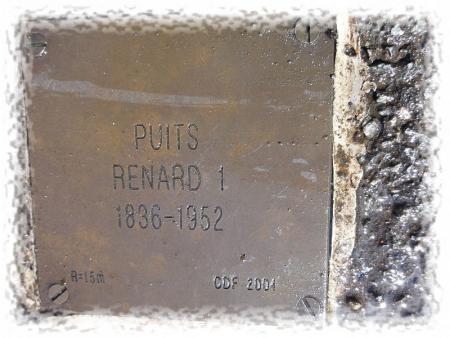 PUITS
RENARD 1
1836-1952
R=15m CDF 2004